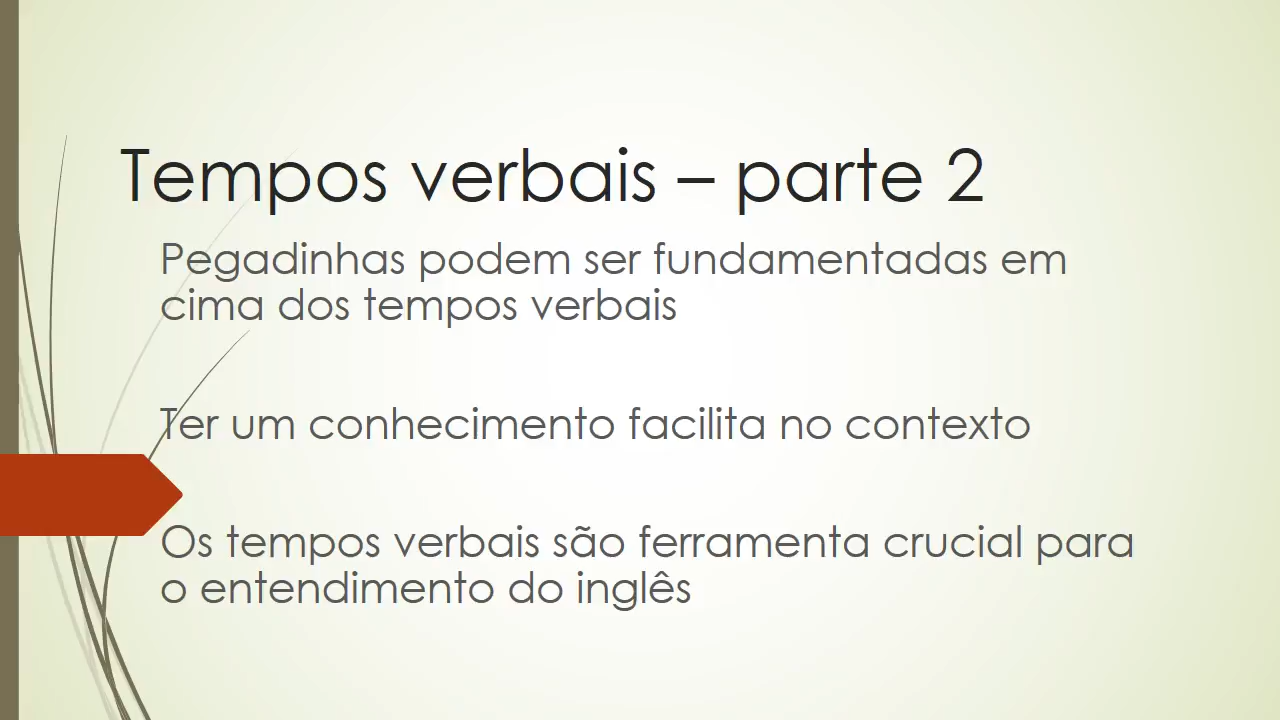 Tempos verbais – parte 2
Pegadinhas podem ser fundamentadas em
cima dos tempos verbais
Ter um conhecimento facilita no contexto
Os tempos verbais são ferramenta crucial para
o entendimento do inglês